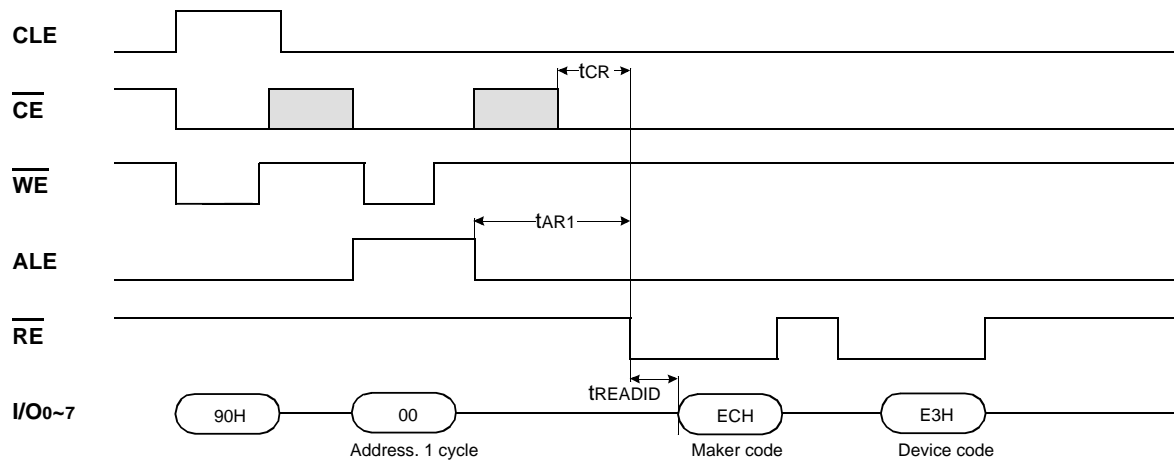 CLE
tCR
CE
WE
tAR1
ALE
RE
tREADID
I/O0~7
90H
00
ECH
E3H
Address. 1 cycle
Maker code
Device code